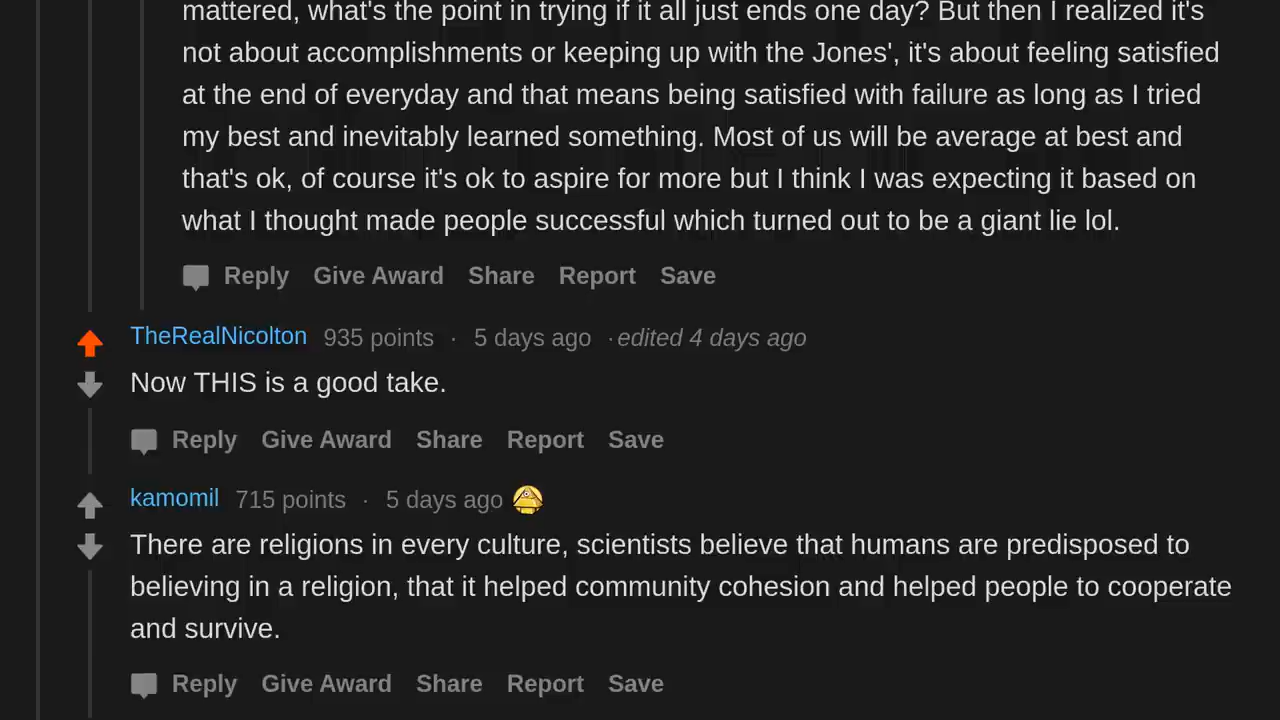 mattered, what's the point in trying if it all just ends one day? But then I realized it's
not about accomplishments or keeping up with the Jones', it's about feeling satisfied
at the end of everyday and that means being satisfied with failure as long as I tried
my best and inevitably learned something. Most of us will be average at best and
that's ok, of course it's ok to aspire for more but I think I was expecting it based on
what I thought made people successful which turned out to be a giant lie lol.
Reply Give Award Share Report Save
TheRealNicolton 935 points · 5 days ago · edited 4 days ago
Now THIS is a good take.
Reply Give Award Share Report Save
kamomil 715 points · 5 days ago
There are religions in every culture, scientists believe that humans are predisposed to
believing in a religion, that it helped community cohesion and helped people to cooperate
and survive.
Reply Give Award Share Report Save